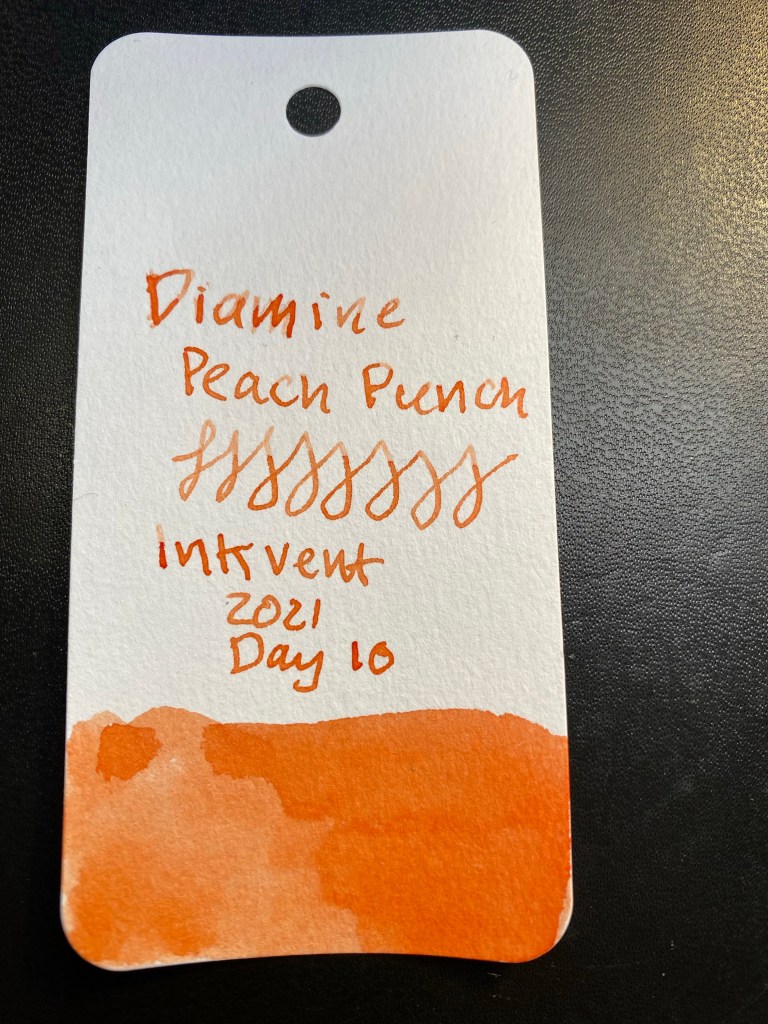 Diamine
Peach Punch
Inkvent
2021
Day 10